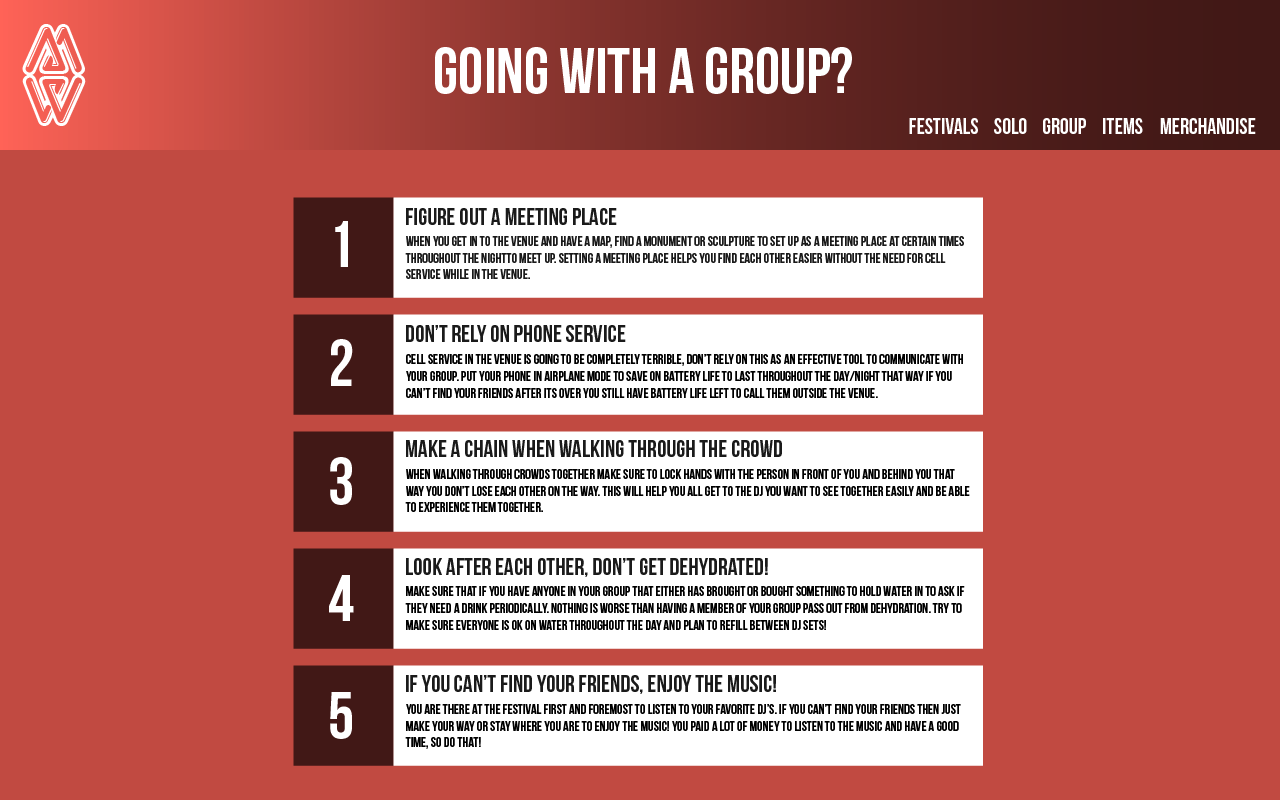 GOING WITH A GROUP?
FESTIVALS SOLO GROUP ITEMS MERCHANDISE
1
FIGURE OUT A MEETING PLACE
WHEN YOU GET IN TO THE VENUE AND HAVE A MAP, FIND A MONUMENT OR SCULPTURE TO SET UP AS A MEETING PLACE AT CERTAIN TIMES
THROUGHOUT THE NIGHTTO MEET UP. SETTING A MEETING PLACE HELPS YOU FIND EACH OTHER EASIER WITHOUT THE NEED FOR CELL
SERVICE WHILE IN THE VENUE.
2
DON'T RELY ON PHONE SERVICE
CELL SERVICE IN THE VENUE IS GOING TO BE COMPLETELY TERRIBLE, DON'T RELY ON THIS AS AN EFFECTIVE TOOL TO COMMUNICATE WITH
YOUR GROUP. PUT YOUR PHONE IN AIRPLANE MODE TO SAVE ON BATTERY LIFE TO LAST THROUGHOUT THE DAY/NIGHT THAT WAY IF YOU
CAN'T FIND YOUR FRIENDS AFTER ITS OVER YOU STILL HAVE BATTERY LIFE LEFT TO CALL THEM OUTSIDE THE VENUE.
3
MAKE A CHAIN WHEN WALKING THROUGH THE CROWD
WHEN WALKING THROUGH CROWDS TOGETHER MAKE SURE TO LOCK HANDS WITH THE PERSON IN FRONT OF YOU AND BEHIND YOU THAT
WAY YOU DON'T LOSE EACH OTHER ON THE WAY. THIS WILL HELP YOU ALL GET TO THE DJ YOU WANT TO SEE TOGETHER EASILY AND BE ABLE
TO EXPERIENCE THEM TOGETHER.
4
LOOK AFTER EACH OTHER, DON'T GET DEHYDRATED!
MAKE SURE THAT IF YOU HAVE ANYONE IN YOUR GROUP THAT EITHER HAS BROUGHT OR BOUGHT SOMETHING TO HOLD WATER IN TO ASK IF
THEY NEED A DRINK PERIODICALLY. NOTHING IS WORSE THAN HAVING A MEMBER OF YOUR GROUP PASS OUT FROM DEHYDRATION. TRY TO
MAKE SURE EVERYONE IS OK ON WATER THROUGHOUT THE DAY AND PLAN TO REFILL BETWEEN DJ SETS!
5
IF YOU CAN'T FIND YOUR FRIENDS, ENJOY THE MUSIC!
YOU ARE THERE AT THE FESTIVAL FIRST AND FOREMOST TO LISTEN TO YOUR FAVORITE DJ'S. IF YOU CAN'T FIND YOUR FRIENDS THEN JUST
MAKE YOUR WAY OR STAY WHERE YOU ARE TO ENJOY THE MUSIC! YOU PAID A LOT OF MONEY TO LISTEN TO THE MUSIC AND HAVE A GOOD
TIME, SO DO THAT!